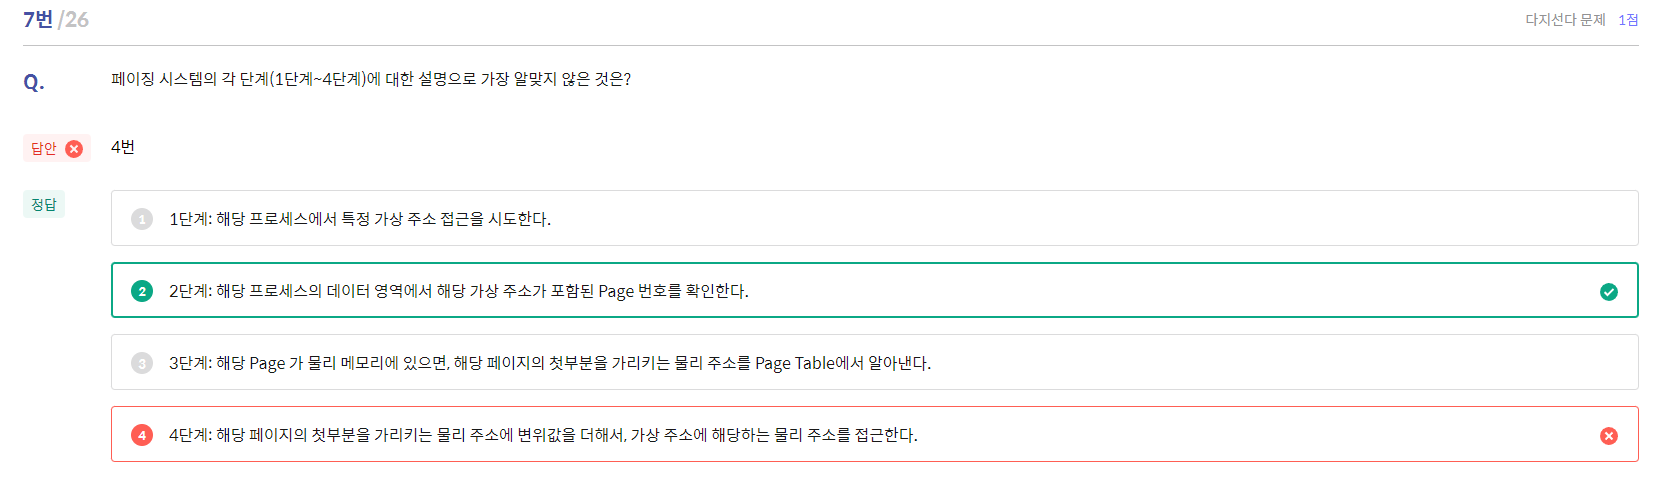 7번 /26
다지선다 문제 1점
Q. 페이징 시스템의 각 단계(1단계~4단계)에 대한 설명으로 가장 알맞지 않은 것은?
답안 4번
정답
1 1단계: 해당 프로세스에서 특정 가상 주소 접근을 시도한다.
2 2단계: 해당 프로세스의 데이터 영역에서 해당 가상 주소가 포함된 Page 번호를 확인한다.
3 3단계: 해당 Page 가 물리 메모리에 있으면, 해당 페이지의 첫부분을 가리키는 물리 주소를 Page Table에서 알아낸다.
4 4단계: 해당 페이지의 첫부분을 가리키는 물리 주소에 변위값을 더해서, 가상 주소에 해당하는 물리 주소를 접근한다.